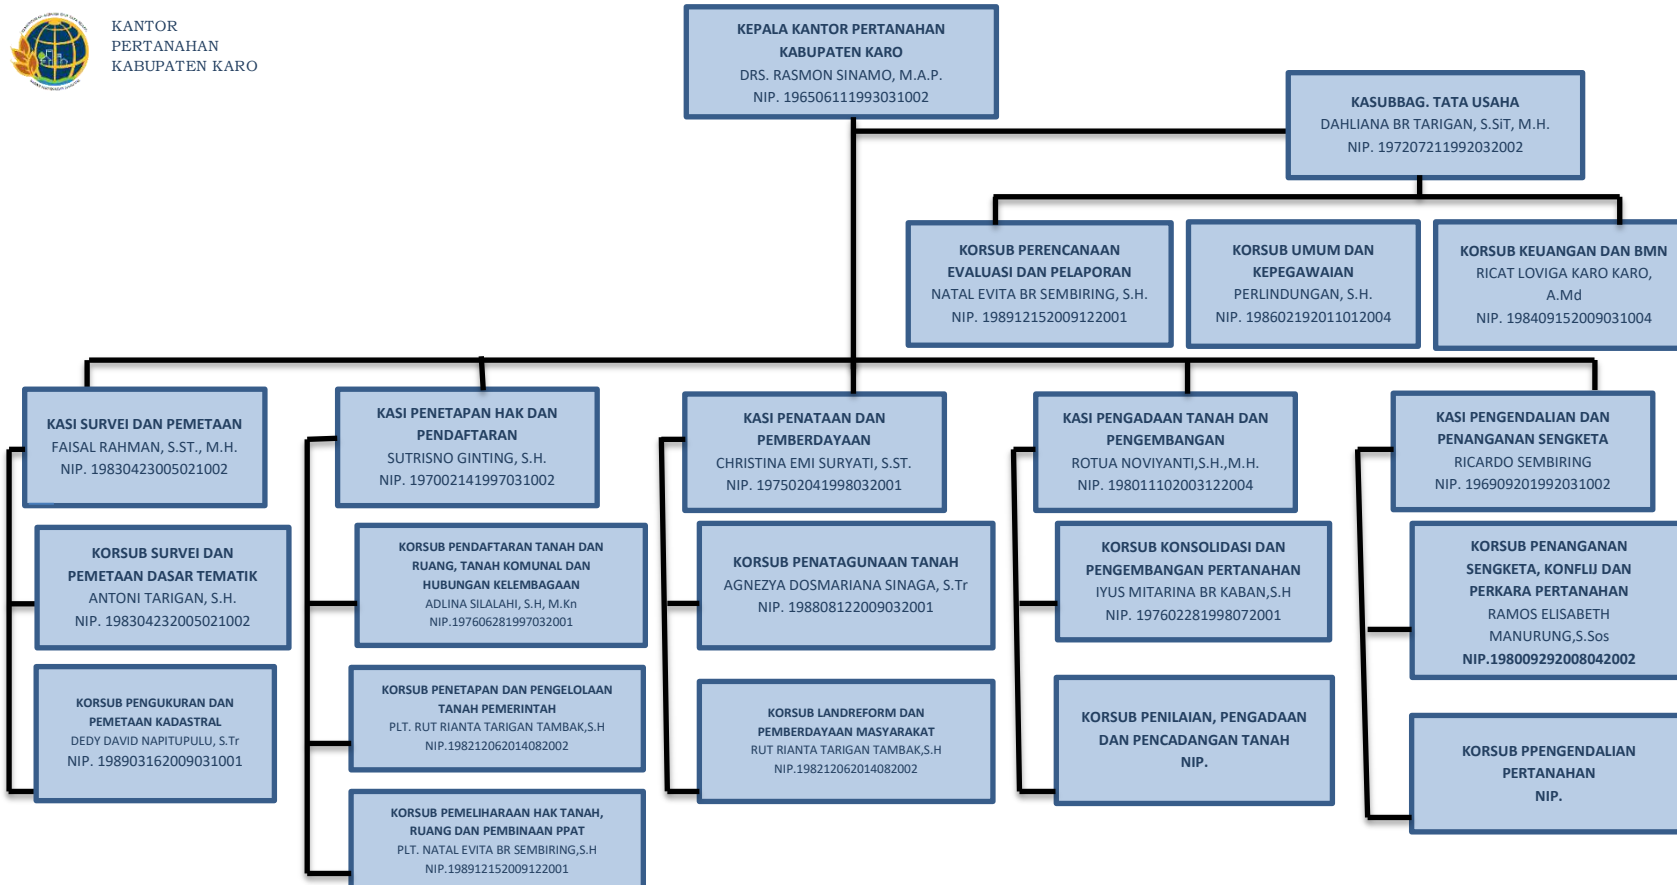 KANTOR
PERTANAHAN
KABUPATEN KARO
KEPALA KANTOR PERTANAHAN
KABUPATEN KARO
DRS. RASMON SINAMO, M.A.P.
NIP. 196506111993031002
KASUBBAG. TATA USAHA
DAHLIANA BR TARIGAN, S.SiT, M.H.
NIP. 197207211992032002
KORSUB PERENCANAAN
EVALUASI DAN PELAPORAN
NATAL EVITA BR SEMBIRING, S.H.
NIP. 198912152009122001
KORSUB UMUM DAN
KEPEGAWAIAN
PERLINDUNGAN, S.H.
NIP. 198602192011012004
KORSUB KEUANGAN DAN BMN
RICAT LOVIGA KARO KARO,
A.Md
NIP. 198409152009031004
KASI SURVEI DAN PEMETAAN
FAISAL RAHMAN, S.ST., M.H.
NIP. 19830423005021002
KORSUB SURVEI DAN
PEMETAAN DASAR TEMATIK
ANTONI TARIGAN, S.H.
NIP. 198304232005021002
KORSUB PENGUKURAN DAN
PEMETAAN KADASTRAL
DEDY DAVID NAPITUPULU, S.Tr
NIP. 198903162009031001
KASI PENETAPAN HAK DAN
PENDAFTARAN
SUTRISNO GINTING, S.H.
NIP. 197002141997031002
KORSUB PENDAFTARAN TANAH DAN
RUANG, TANAH KOMUNAL DAN
HUBUNGAN KELEMBAGAAN
ADLINA SILALAHI, S.H, M.Kn
NIP.197606281997032001
KORSUB PENETAPAN DAN PENGELOLAAN
TANAH PEMERINTAH
PLT. RUT RIANTA TARIGAN TAMBAK,S.H
NIP.198212062014082002
KORSUB PEMELIHARAAN HAK TANAH,
RUANG DAN PEMBINAAN PPAT
PLT. NATAL EVITA BR SEMBIRING,S.H
NIP.198912152009122001
KASI PENATAAN DAN
PEMBERDAYAAN
CHRISTINA EMI SURYATI, S.ST.
NIP. 197502041998032001
KORSUB PENATAGUNAAN TANAH
AGNEZYA DOSMARIANA SINAGA, S.Tr
NIP. 198808122009032001
KORSUB LANDREFORM DAN
PEMBERDAYAAN MASYARAKAT
RUT RIANTA TARIGAN TAMBAK,S.H
NIP.198212062014082002
KASI PENGADAAN TANAH DAN
PENGEMBANGAN
ROTUA NOVIYANTI,S.H.,M.H.
NIP. 198011102003122004
KORSUB KONSOLIDASI DAN
PENGEMBANGAN PERTANAHAN
IYUS MITARINA BR KABAN,S.H
NIP. 197602281998072001
KORSUB PENILAIAN, PENGADAAN
DAN PENCADANGAN TANAH
NIP.
KASI PENGENDALIAN DAN
PENANGANAN SENGKETA
RICARDO SEMBIRING
NIP. 196909201992031002
KORSUB PENANGANAN
SENGKETA, KONFLIJ DAN
PERKARA PERTANAHAN
RAMOS ELISABETH
MANURUNG,S.Sos
NIP.198009292008042002
KORSUB PPENGENDALIAN
PERTANAHAN
NIP.